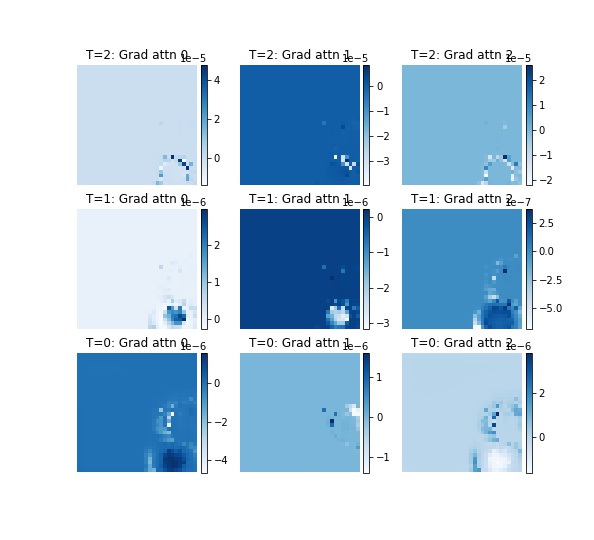 T=2: Grad attn 0
1e−5
T=2: Grad attn 1
1e−5
T=2: Grad attn 2
1e−5
4
2
0
0
−1
−2
−3
2
1
0
−1
−2
T=1: Grad attn 0
1e−6
T=1: Grad attn 1
1e−6
T=1: Grad attn 2
1e−7
2
1
0
0
−1
−2
−3
2.5
0.0
−2.5
−5.0
T=0: Grad attn 0
1e−6
T=0: Grad attn 1
1e−6
T=0: Grad attn 2
1e−6
0
−2
−4
1
0
−1
2
0